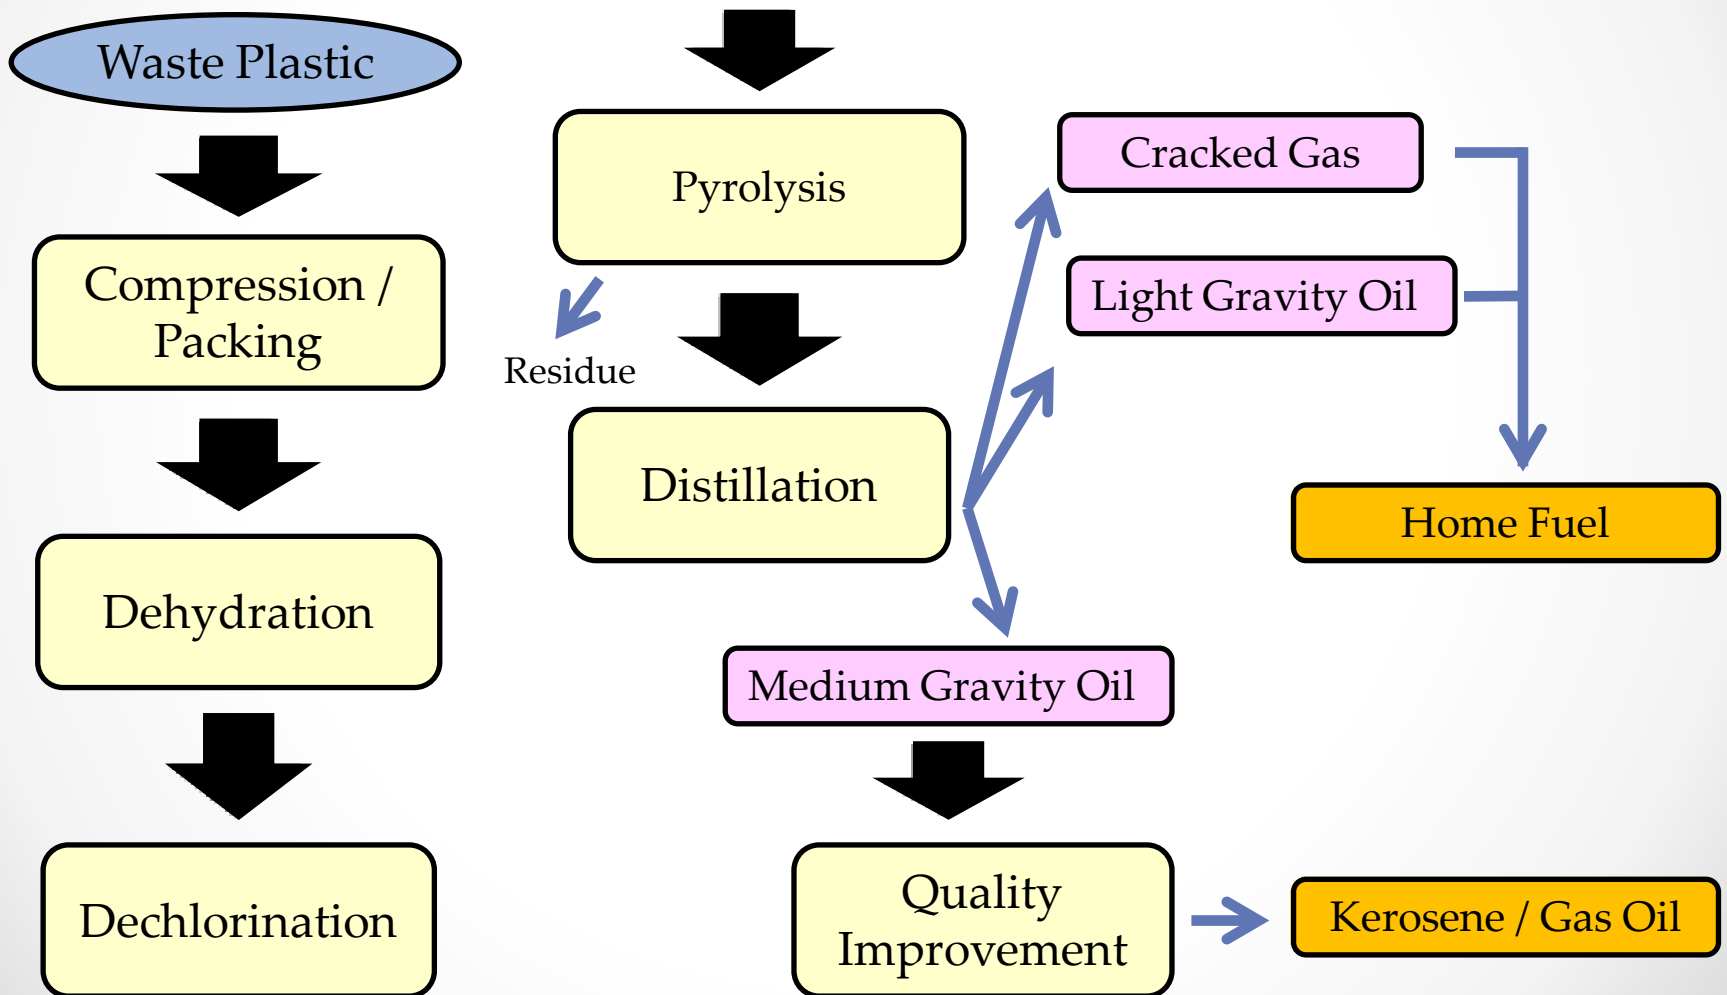 Waste Plastic
Compression /
Packing
Dehydration
Dechlorination
Pyrolysis
Residue
Distillation
Cracked Gas
Light Gravity Oil
Home Fuel
Medium Gravity Oil
Quality
Improvement
Kerosene / Gas Oil